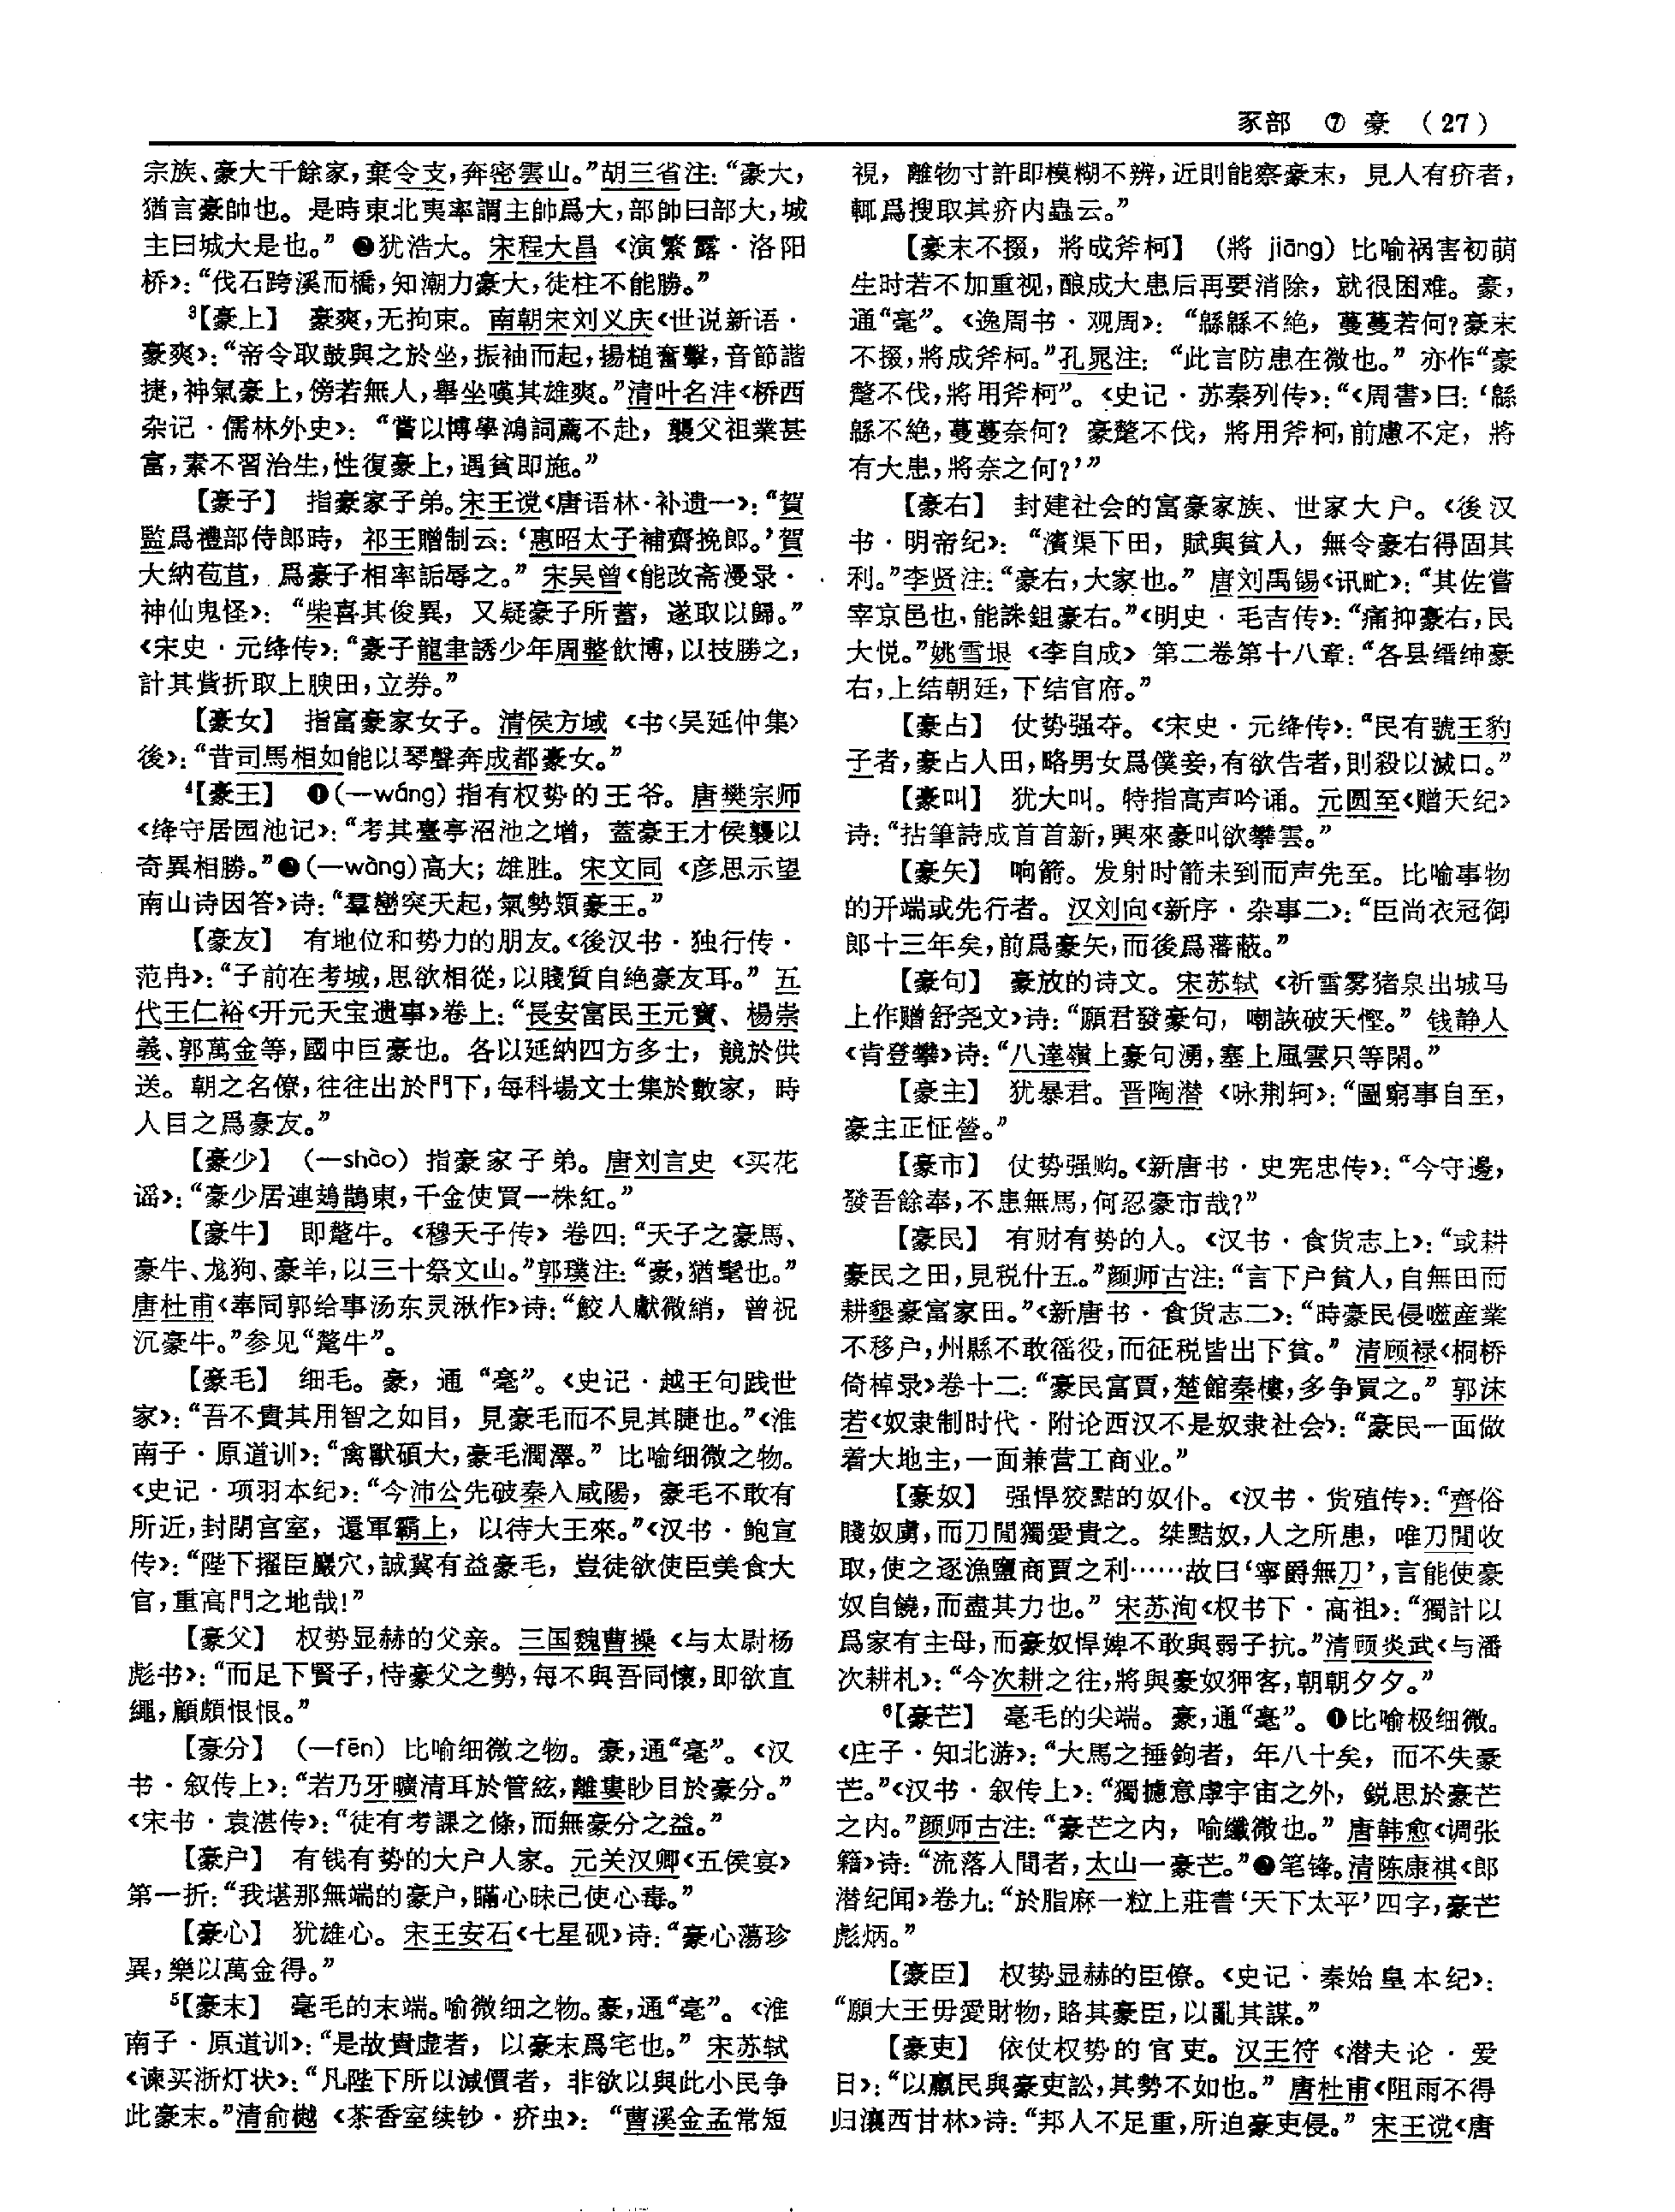 豕部 ⑦ 豪 （27）
宗族、豪大千餘家，棄令支，奔密雲山。”胡三省注：“豪大，
猶言豪帥也。是時東北夷率謂主帥爲大，部帥曰部大，城
主曰城大是也。”❷犹浩大。宋程大昌《演繁露·洛阳
桥》：“伐石跨溪而橋，知潮力豪大，徒柱不能勝。”
³【豪上】 豪爽，无拘束。南朝宋刘义庆《世说新语·
豪爽》：“帝令取鼓與之於坐，振袖而起，揚槌奮擊，音節諧
捷，神氣豪上，傍若無人，舉坐嘆其雄爽。”清叶名沣《桥西
杂记·儒林外史》：“嘗以博學鴻詞薦不赴，襲父祖業甚
富，素不習治生，性復豪上，遇貧即施。”
【豪子】 指豪家子弟。宋王谠《唐语林·补遗一》：“賀
監爲禮部侍郎時，祁王贈制云：‘惠昭太子補齋挽郎。’賀
大納苞苴，爲豪子相率詬辱之。”宋吴曾《能改斋漫录·
神仙鬼怪》：“柴喜其俊異，又疑豪子所蓄，遂取以歸。”
《宋史·元绛传》：“豪子龍聿誘少年周整飲博，以技勝之，
計其貲折取上腴田，立券。”
【豪女】 指富豪家女子。清侯方域《书〈吴延仲集〉
後》：“昔司馬相如能以琴聲奔成都豪女。”
⁴【豪王】 ❶（—wáng）指有权势的王爷。唐樊宗师
《绛守居园池记》：“考其臺亭沼池之增，蓋豪王才侯襲以
奇異相勝。”❷（—wàng）高大；雄胜。宋文同《彦思示望
南山诗因答》诗：“羣巒突天起，氣勢頗豪王。”
【豪友】 有地位和势力的朋友。《後汉书·独行传·
范冉》：“子前在考城，思欲相從，以賤質自絶豪友耳。”五
代王仁裕《开元天宝遗事》卷上：“長安富民王元寶、楊崇
義、郭萬金等，國中巨豪也。各以延納四方多士，競於供
送。朝之名僚，往往出於門下，每科場文士集於數家，時
人目之爲豪友。”
【豪少】 （—shào）指豪家子弟。唐刘言史《买花
谣》：“豪少居連鳷鵲東，千金使買一株紅。”
【豪牛】 即氂牛。《穆天子传》卷四：“天子之豪馬、
豪牛、尨狗、豪羊，以三十祭文山。”郭璞注：“豪，猶髦也。”
唐杜甫《奉同郭给事汤东灵湫作》诗：“鮫人獻微綃，曾祝
沉豪牛。”参见“氂牛”。
【豪毛】 细毛。豪，通“毫”。《史记·越王句践世
家》：“吾不貴其用智之如目，見豪毛而不見其睫也。”《淮
南子·原道训》：“禽獸碩大，豪毛潤澤。”比喻细微之物。
《史记·项羽本纪》：“今沛公先破秦入咸陽，豪毛不敢有
所近，封閉宫室，還軍霸上，以待大王來。”《汉书·鲍宣
传》：“陛下擢臣巖穴，誠冀有益豪毛，豈徒欲使臣美食大
官，重高門之地哉！”
【豪父】 权势显赫的父亲。三国魏曹操《与太尉杨
彪书》：“而足下賢子，恃豪父之勢，每不與吾同懷，即欲直
繩，顧頗恨恨。”
【豪分】 （—fēn）比喻细微之物。豪，通“毫”。《汉
书·叙传上》：“若乃牙曠清耳於管絃，離婁眇目於豪分。”
《宋书·袁湛传》：“徒有考課之條，而無豪分之益。”
【豪户】 有钱有势的大户人家。元关汉卿《五侯宴》
第一折：“我堪那無端的豪户，瞞心昧己使心毒。”
【豪心】 犹雄心。宋王安石《七星砚》诗：“豪心蕩珍
異，樂以萬金得。”
⁵【豪末】 毫毛的末端。喻微细之物。豪，通“毫”。《淮
南子·原道训》：“是故貴虚者，以豪末爲宅也。”宋苏轼
《谏买浙灯状》：“凡陛下所以減價者，非欲以與此小民争
此豪末。”清俞樾《茶香室续钞·疥虫》：“曹溪金孟常短
視，離物寸許即模糊不辨，近則能察豪末，見人有疥者，
輒爲搜取其疥内蟲云。”
【豪末不掇，將成斧柯】 （將 jiāng）比喻祸害初萌
生时若不加重视，酿成大患后再要消除，就很困难。豪，
通“毫”。《逸周书·观周》：“緜緜不絶，蔓蔓若何？豪末
不掇，將成斧柯。”孔晁注：“此言防患在微也。”亦作“豪
氂不伐，將用斧柯”。《史记·苏秦列传》：“《周書》曰：‘緜
緜不絶，蔓蔓奈何？豪氂不伐，將用斧柯，前慮不定，將
有大患，將奈之何？’”
【豪右】 封建社会的富豪家族、世家大户。《後汉
书·明帝纪》：“濱渠下田，賦與貧人，無令豪右得固其
利。”李贤注：“豪右，大家也。”唐刘禹锡《讯甿》：“其佐嘗
宰京邑也，能誅鉏豪右。”《明史·毛吉传》：“痛抑豪右，民
大悦。”姚雪垠《李自成》第二卷第十八章：“各县缙绅豪
右，上结朝廷，下结官府。”
【豪占】 仗势强夺。《宋史·元绛传》：“民有號王豹
子者，豪占人田，略男女爲僕妾，有欲告者，則殺以滅口。”
【豪叫】 犹大叫。特指高声吟诵。元圆至《赠天纪》
诗：“拈筆詩成首首新，興來豪叫欲攀雲。”
【豪矢】 响箭。发射时箭未到而声先至。比喻事物
的开端或先行者。汉刘向《新序·杂事二》：“臣尚衣冠御
郎十三年矣，前爲豪矢，而後爲藩蔽。”
【豪句】 豪放的诗文。宋苏轼《祈雪雾猪泉出城马
上作赠舒尧文》诗：“願君發豪句，嘲詼破天慳。”钱静人
《肯登攀》诗：“八達嶺上豪句湧，塞上風雲只等閑。”
【豪主】 犹暴君。晋陶潜《咏荆轲》：“圖窮事自至，
豪主正怔營。”
【豪市】 仗势强购。《新唐书·史宪忠传》：“今守邊，
發吾餘奉，不患無馬，何忍豪市哉？”
【豪民】 有财有势的人。《汉书·食货志上》：“或耕
豪民之田，見税什五。”颜师古注：“言下户貧人，自無田而
耕墾豪富家田。”《新唐书·食货志二》：“時豪民侵噬産業
不移户，州縣不敢徭役，而征税皆出下貧。”清顾禄《桐桥
倚棹录》卷十二：“豪民富賈，楚館秦樓，多争買之。”郭沫
若《奴隶制时代·附论西汉不是奴隶社会》：“豪民一面做
着大地主，一面兼营工商业。”
【豪奴】 强悍狡黠的奴仆。《汉书·货殖传》：“齊俗
賤奴虜，而刀閒獨愛貴之。桀黠奴，人之所患，唯刀閒收
取，使之逐漁鹽商賈之利……故曰‘寧爵無刀’，言能使豪
奴自饒，而盡其力也。”宋苏洵《权书下·高祖》：“獨計以
爲家有主母，而豪奴悍婢不敢與弱子抗。”清顾炎武《与潘
次耕札》：“今次耕之往，將與豪奴狎客，朝朝夕夕。”
⁶【豪芒】 毫毛的尖端。豪，通“毫”。❶比喻极细微。
《庄子·知北游》：“大馬之捶鉤者，年八十矣，而不失豪
芒。”《汉书·叙传上》：“獨攄意虖宇宙之外，鋭思於豪芒
之内。”颜师古注：“豪芒之内，喻纖微也。”唐韩愈《调张
籍》诗：“流落人間者，太山一豪芒。”❷笔锋。清陈康祺《郎
潜纪闻》卷九：“於脂麻一粒上莊書‘天下太平’四字，豪芒
彪炳。”
【豪臣】 权势显赫的臣僚。《史记·秦始皇本纪》：
“願大王毋愛財物，賂其豪臣，以亂其謀。”
【豪吏】 依仗权势的官吏。汉王符《潜夫论·爱
日》：“以羸民與豪吏訟，其勢不如也。”唐杜甫《阻雨不得
归瀼西甘林》诗：“邦人不足重，所迫豪吏侵。”宋王谠《唐